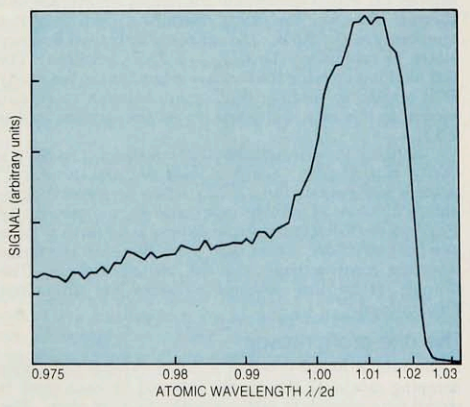 SIGNAL (arbitrary units)
0.975 0.98 0.99 1.00 1.01 1.02 1.03
ATOMIC WAVELENGTH λ/2d